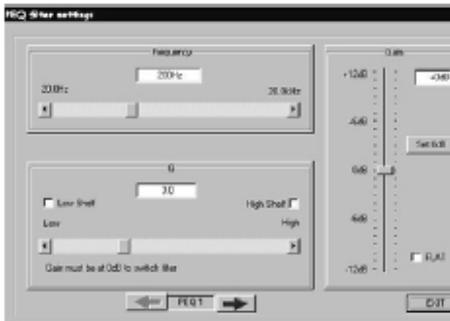 PEQ filter settings
Frequency
200Hz
20.0Hz
20.0kHz
Q
3.0
Low Shelf
High Shelf
Low
High
Gain must be at 0dB to switch filter
PEQ 1
Gain
+12dB
+6dB
0dB
-6dB
-12dB
Set 0dB
FLAT
EXIT